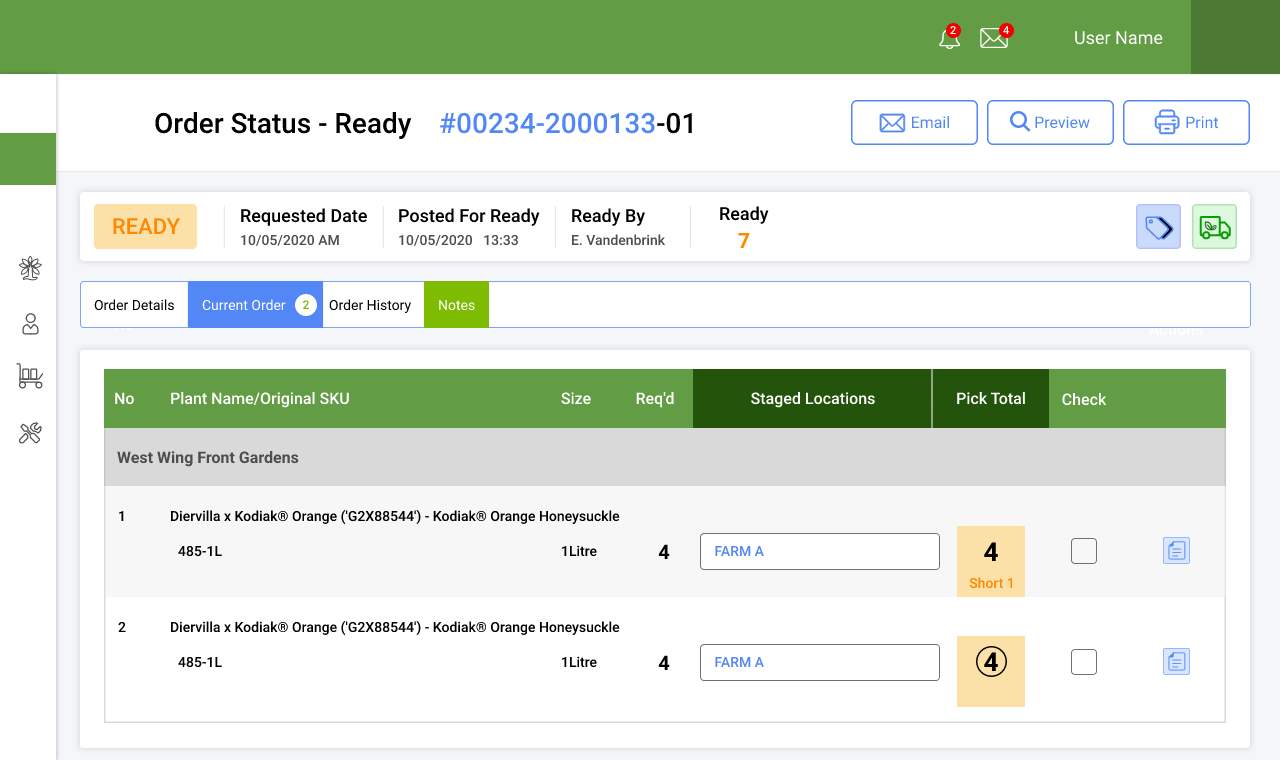 2
4
User Name
Order Status - Ready #00234-2000133-01
Email
Preview
Print
READY
Requested Date
10/05/2020 AM
Posted For Ready
10/05/2020 13:33
Ready By
E. Vandenbrink
Ready
7
Order Details
Current Order 2
Order History
Notes
No Plant Name/Original SKU Size Req'd Staged Locations Pick Total Check
West Wing Front Gardens
1 Diervilla x Kodiak® Orange ('G2X88544') - Kodiak® Orange Honeysuckle
485-1L 1Litre 4 FARM A 4
Short 1
2 Diervilla x Kodiak® Orange ('G2X88544') - Kodiak® Orange Honeysuckle
485-1L 1Litre 4 FARM A 4